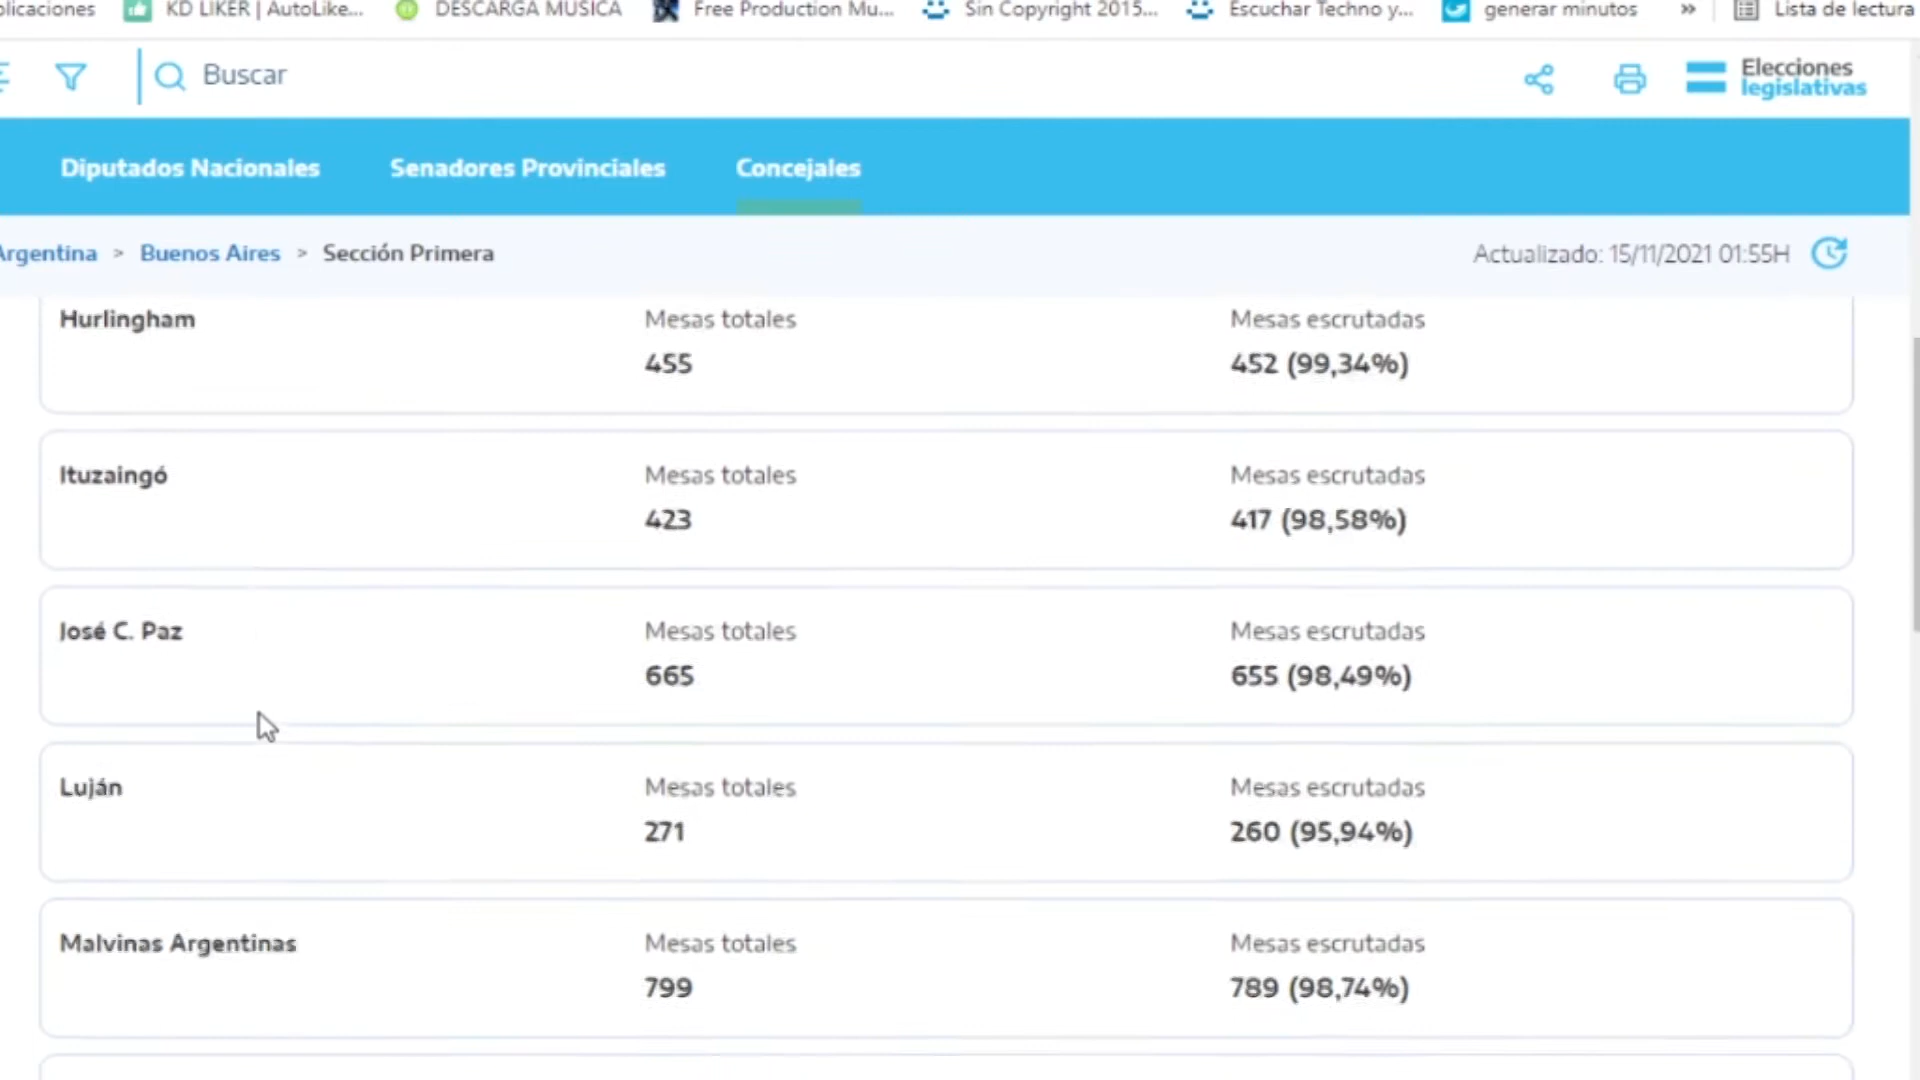 KD LIKER | AutoLike... DESCARGA MUSICA Free Production Mu... Sin Copyright 2015... Escuchar Techno y... generar minutos » Lista de lectura
Buscar
Elecciones
legislativas
Diputados Nacionales Senadores Provinciales Concejales
Argentina > Buenos Aires > Sección Primera Actualizado: 15/11/2021 01:55H
Hurlingham Mesas totales Mesas escrutadas
455 452 (99,34%)
Ituzaingó Mesas totales Mesas escrutadas
423 417 (98,58%)
José C. Paz Mesas totales Mesas escrutadas
665 655 (98,49%)
Luján Mesas totales Mesas escrutadas
271 260 (95,94%)
Malvinas Argentinas Mesas totales Mesas escrutadas
799 789 (98,74%)